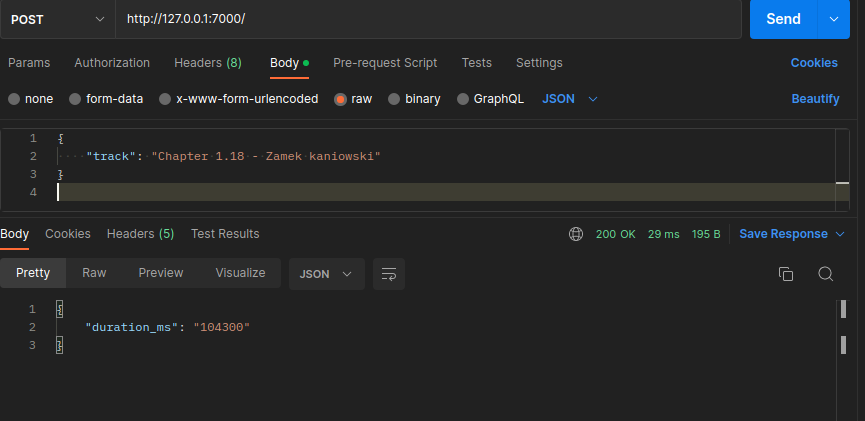 POST http://127.0.0.1:7000/ Send
Params Authorization Headers (8) Body Pre-request Script Tests Settings Cookies
none form-data x-www-form-urlencoded raw binary GraphQL JSON Beautify
1 {
2 ····"track":·"Chapter·1.18·-·Zamek·kaniowski"
3 }
4
Body Cookies Headers (5) Test Results 200 OK 29 ms 195 B Save Response
Pretty Raw Preview Visualize JSON
1 {
2 "duration_ms": "104300"
3 }